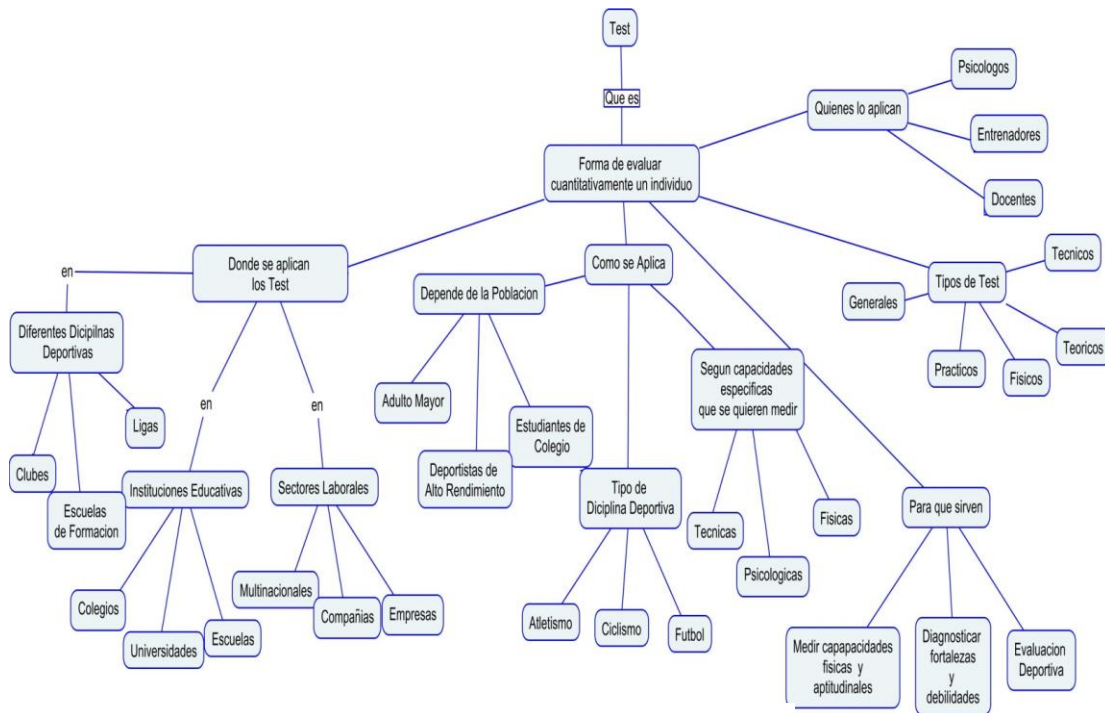 Test
Que es
Forma de evaluar
cuantitativamente un individuo
Quienes lo aplican
Psicologos
Entrenadores
Docentes
Donde se aplican
los Test
en
Diferentes Dicipilnas
Deportivas
Clubes
Escuelas
de Formacion
Ligas
en
Instituciones Educativas
Colegios
Universidades
Escuelas
en
Sectores Laborales
Multinacionales
Compañias
Empresas
Como se Aplica
Depende de la Poblacion
Adulto Mayor
Deportistas de
Alto Rendimiento
Estudiantes de
Colegio
Tipo de
Diciplina Deportiva
Atletismo
Ciclismo
Futbol
Segun capacidades
especificas
que se quieren medir
Tecnicas
Psicologicas
Fisicas
Tipos de Test
Tecnicos
Generales
Teoricos
Practicos
Fisicos
Para que sirven
Medir capapacidades
fisicas y
aptitudinales
Diagnosticar
fortalezas
y
debilidades
Evaluacion
Deportiva